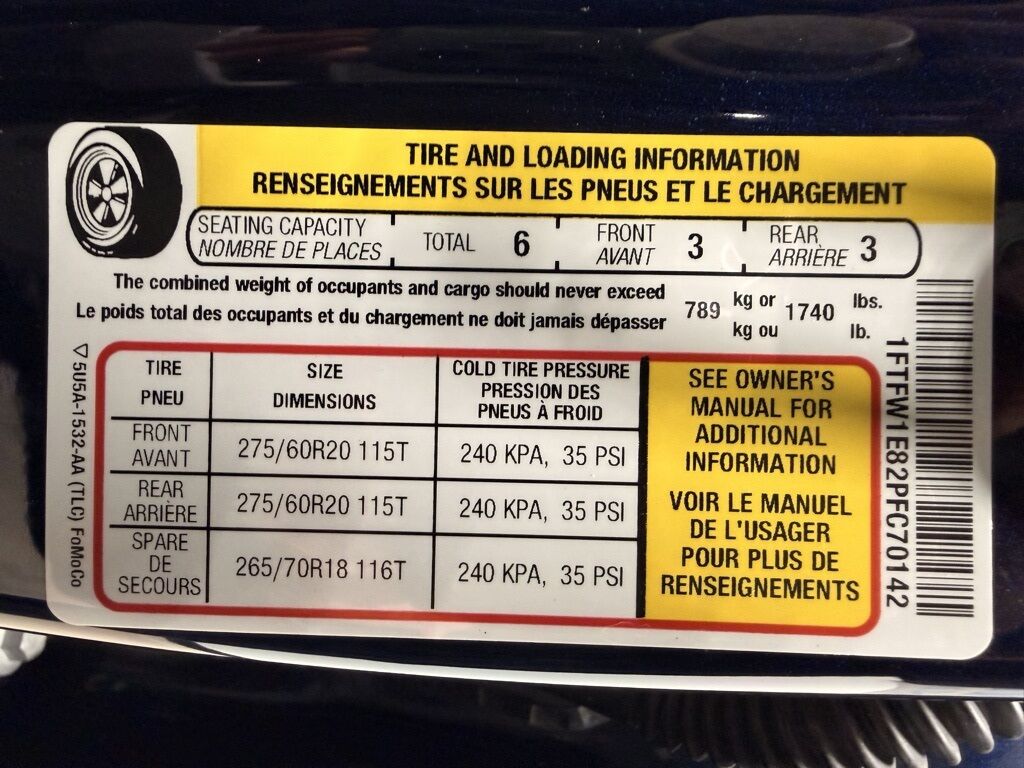 TIRE AND LOADING INFORMATION
RENSEIGNEMENTS SUR LES PNEUS ET LE CHARGEMENT
SEATING CAPACITY
NOMBRE DE PLACES
TOTAL 6
FRONT
AVANT 3
REAR
ARRIÈRE 3
The combined weight of occupants and cargo should never exceed
Le poids total des occupants et du chargement ne doit jamais dépasser
789 kg or 1740 lbs.
kg ou lb.
TIRE
PNEU
SIZE
DIMENSIONS
COLD TIRE PRESSURE
PRESSION DES
PNEUS À FROID
FRONT
AVANT
275/60R20 115T
240 KPA, 35 PSI
REAR
ARRIÈRE
275/60R20 115T
240 KPA, 35 PSI
SPARE
DE
SECOURS
265/70R18 116T
240 KPA, 35 PSI
SEE OWNER'S
MANUAL FOR
ADDITIONAL
INFORMATION
VOIR LE MANUEL
DE L'USAGER
POUR PLUS DE
RENSEIGNEMENTS
▽5U5A-1532-AA (TLC) FoMoCo
1FTFW1E82PFC70142